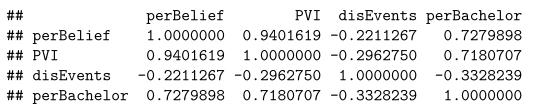 ## perBelief PVI disEvents perBachelor
## perBelief 1.0000000 0.9401619 -0.2211267 0.7279898
## PVI 0.9401619 1.0000000 -0.2962750 0.7180707
## disEvents -0.2211267 -0.2962750 1.0000000 -0.3328239
## perBachelor 0.7279898 0.7180707 -0.3328239 1.0000000